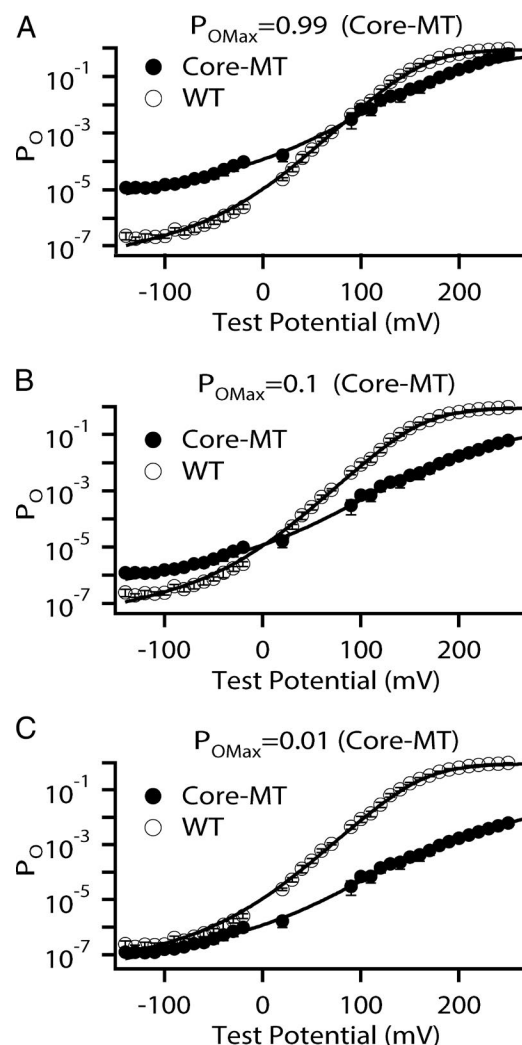 A
P_OMax=0.99 (Core-MT)
Core-MT
WT
10^-1
10^-3
10^-5
10^-7
P_O
-100 0 100 200
Test Potential (mV)
B
P_OMax=0.1 (Core-MT)
Core-MT
WT
10^-1
10^-3
10^-5
10^-7
P_O
-100 0 100 200
Test Potential (mV)
C
P_OMax=0.01 (Core-MT)
Core-MT
WT
10^-1
10^-3
10^-5
10^-7
P_O
-100 0 100 200
Test Potential (mV)